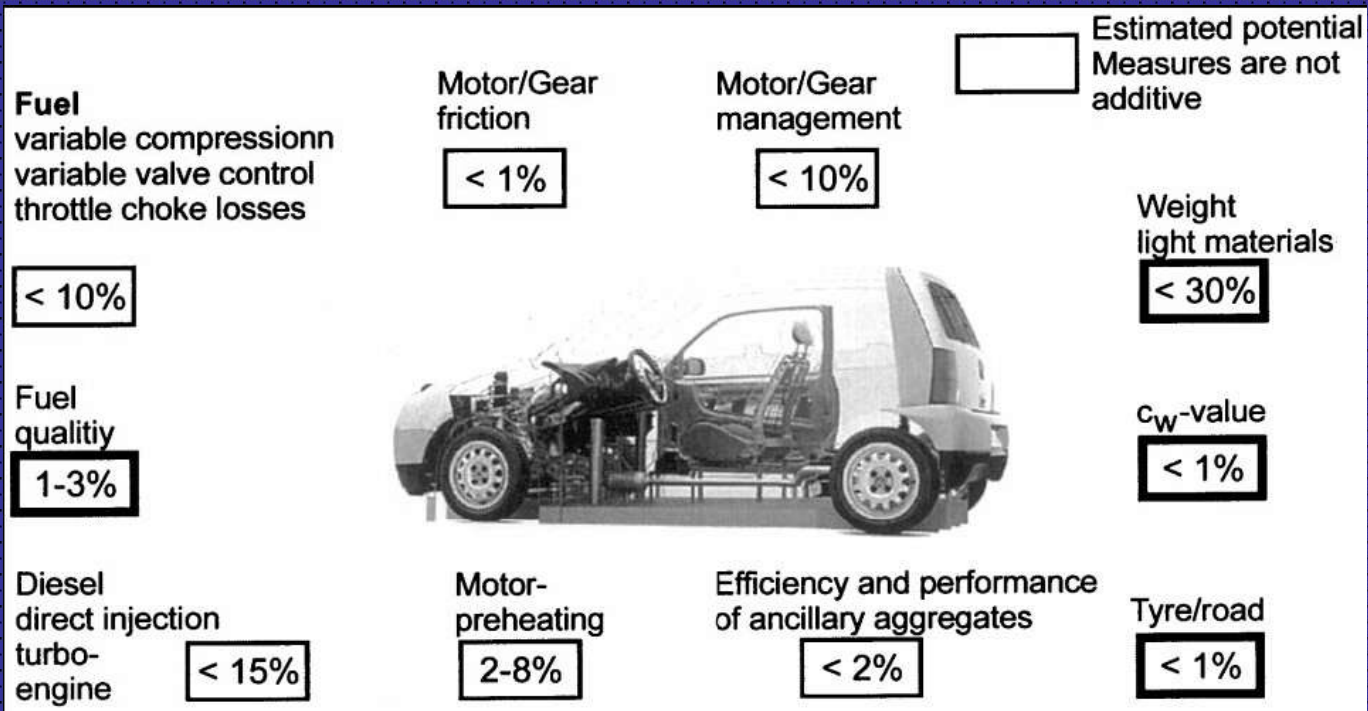 Estimated potential
Measures are not
additive
Fuel
variable compressionn
variable valve control
throttle choke losses
< 10%
Motor/Gear
friction
< 1%
Motor/Gear
management
< 10%
Weight
light materials
< 30%
Fuel
qualitiy
1-3%
cw-value
< 1%
Diesel
direct injection
turbo-
engine
< 15%
Motor-
preheating
2-8%
Efficiency and performance
of ancillary aggregates
< 2%
Tyre/road
< 1%